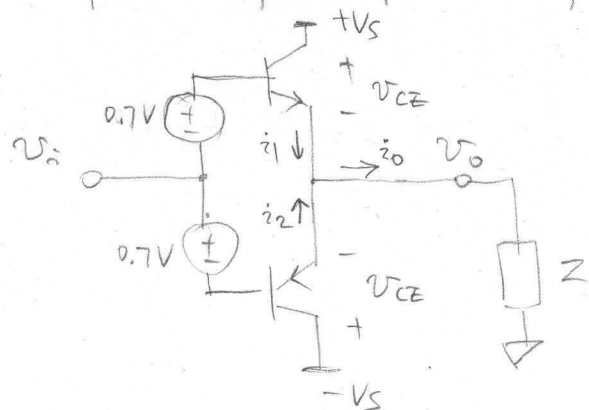 +Vs
+
0.7V
+
-
vCE
-
vi
i1 ↓
→ io
vo
i2 ↑
0.7V
+
-
-
vCE
+
Z
-Vs